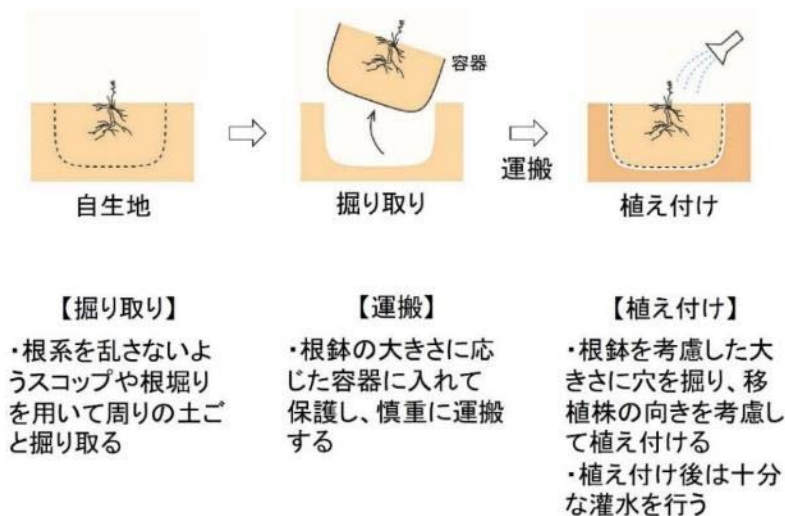 容器
運搬
自生地
掘り取り
植え付け
【掘り取り】
・根系を乱さないよ
うスコップや根堀り
を用いて周りの土ご
と掘り取る
【運搬】
・根鉢の大きさに応
じた容器に入れて
保護し、慎重に運搬
する
【植え付け】
・根鉢を考慮した大
きさに穴を掘り、移
植株の向きを考慮し
て植え付ける
・植え付け後は十分
な灌水を行う